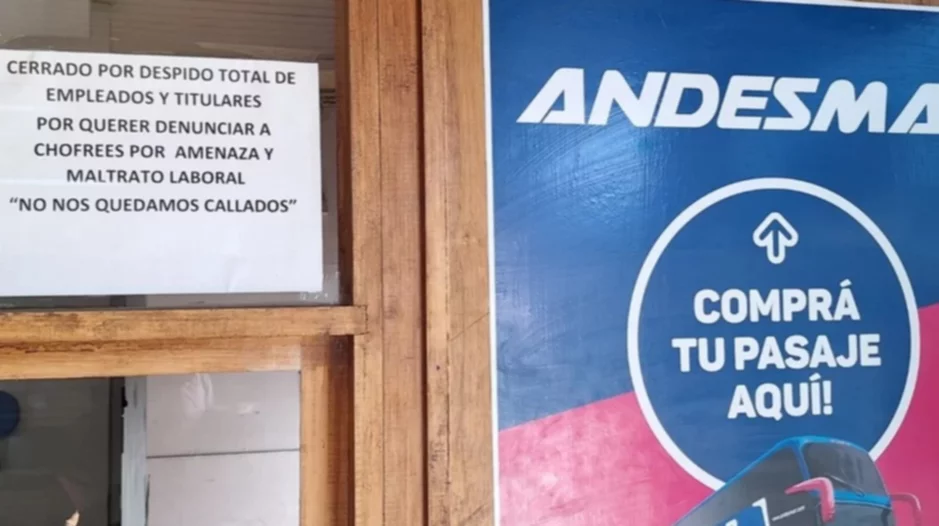 CERRADO POR DESPIDO TOTAL DE
EMPLEADOS Y TITULARES
POR QUERER DENUNCIAR A
CHOFREES POR AMENAZA Y
MALTRATO LABORAL
“NO NOS QUEDAMOS CALLADOS”
ANDESMA
COMPRÁ
TU PASAJE
AQUÍ!